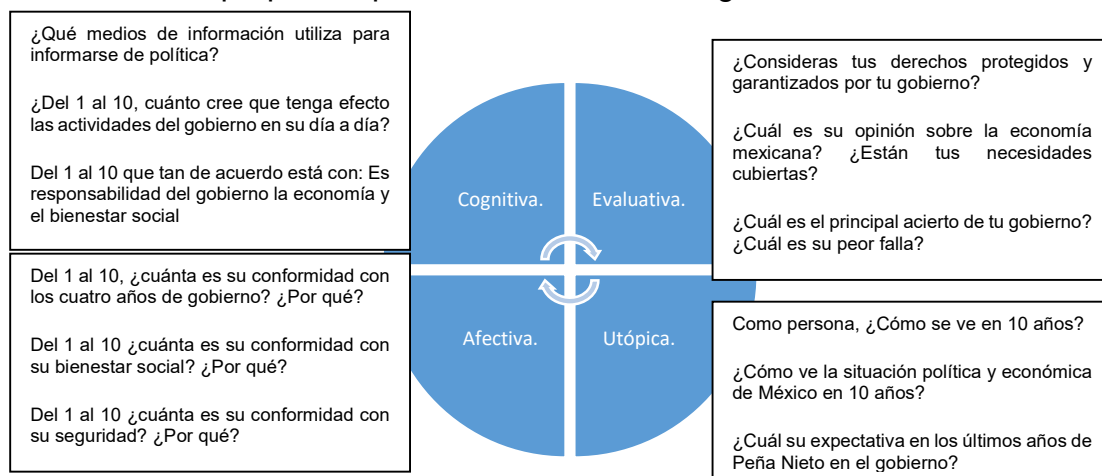 ¿Qué medios de información utiliza para
informarse de política?
¿Del 1 al 10, cuánto cree que tenga efecto
las actividades del gobierno en su día a día?
Del 1 al 10 que tan de acuerdo está con: Es
responsabilidad del gobierno la economía y
el bienestar social
¿Consideras tus derechos protegidos y
garantizados por tu gobierno?
¿Cuál es su opinión sobre la economía
mexicana? ¿Están tus necesidades
cubiertas?
¿Cuál es el principal acierto de tu gobierno?
¿Cuál es su peor falla?
Cognitiva.
Evaluativa.
Afectiva.
Utópica.
Del 1 al 10, ¿cuánta es su conformidad con
los cuatro años de gobierno? ¿Por qué?
Del 1 al 10 ¿cuánta es su conformidad con
su bienestar social? ¿Por qué?
Del 1 al 10 ¿cuánta es su conformidad con
su seguridad? ¿Por qué?
Como persona, ¿Cómo se ve en 10 años?
¿Cómo ve la situación política y económica
de México en 10 años?
¿Cuál su expectativa en los últimos años de
Peña Nieto en el gobierno?